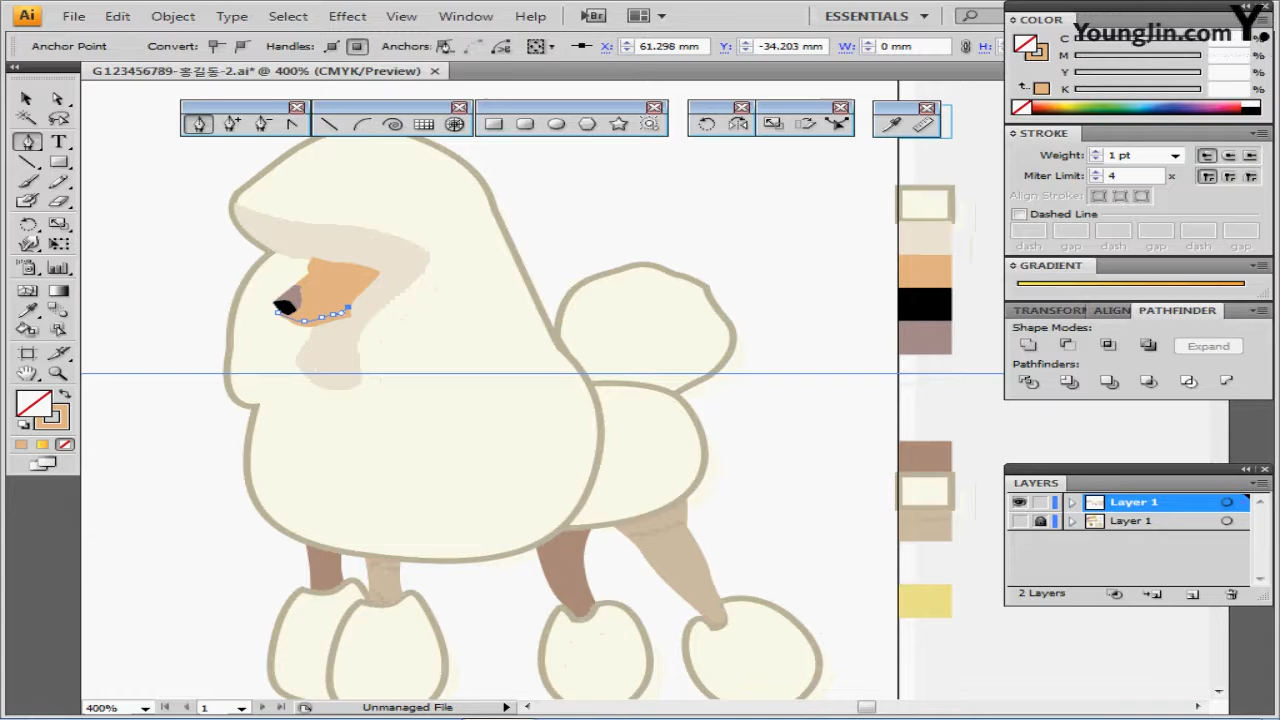 Ai File Edit Object Type Select Effect View Window Help Br ESSENTIALS
COLOR
YoungJin.com Y.
Anchor Point Convert: Handles: Anchors: X: 61.298 mm Y: -34.203 mm W: 0 mm H:
C %
M %
Y %
K %
G123456789-홍길동-2.ai* @ 400% (CMYK/Preview)
STROKE
Weight: 1 pt
Miter Limit: 4 x
Align Stroke:
Dashed Line
dash gap dash gap dash gap
GRADIENT
TRANSFORM ALIGN PATHFINDER
Shape Modes:
Expand
Pathfinders:
LAYERS
Layer 1
Layer 1
2 Layers
400% 1 Unmanaged File